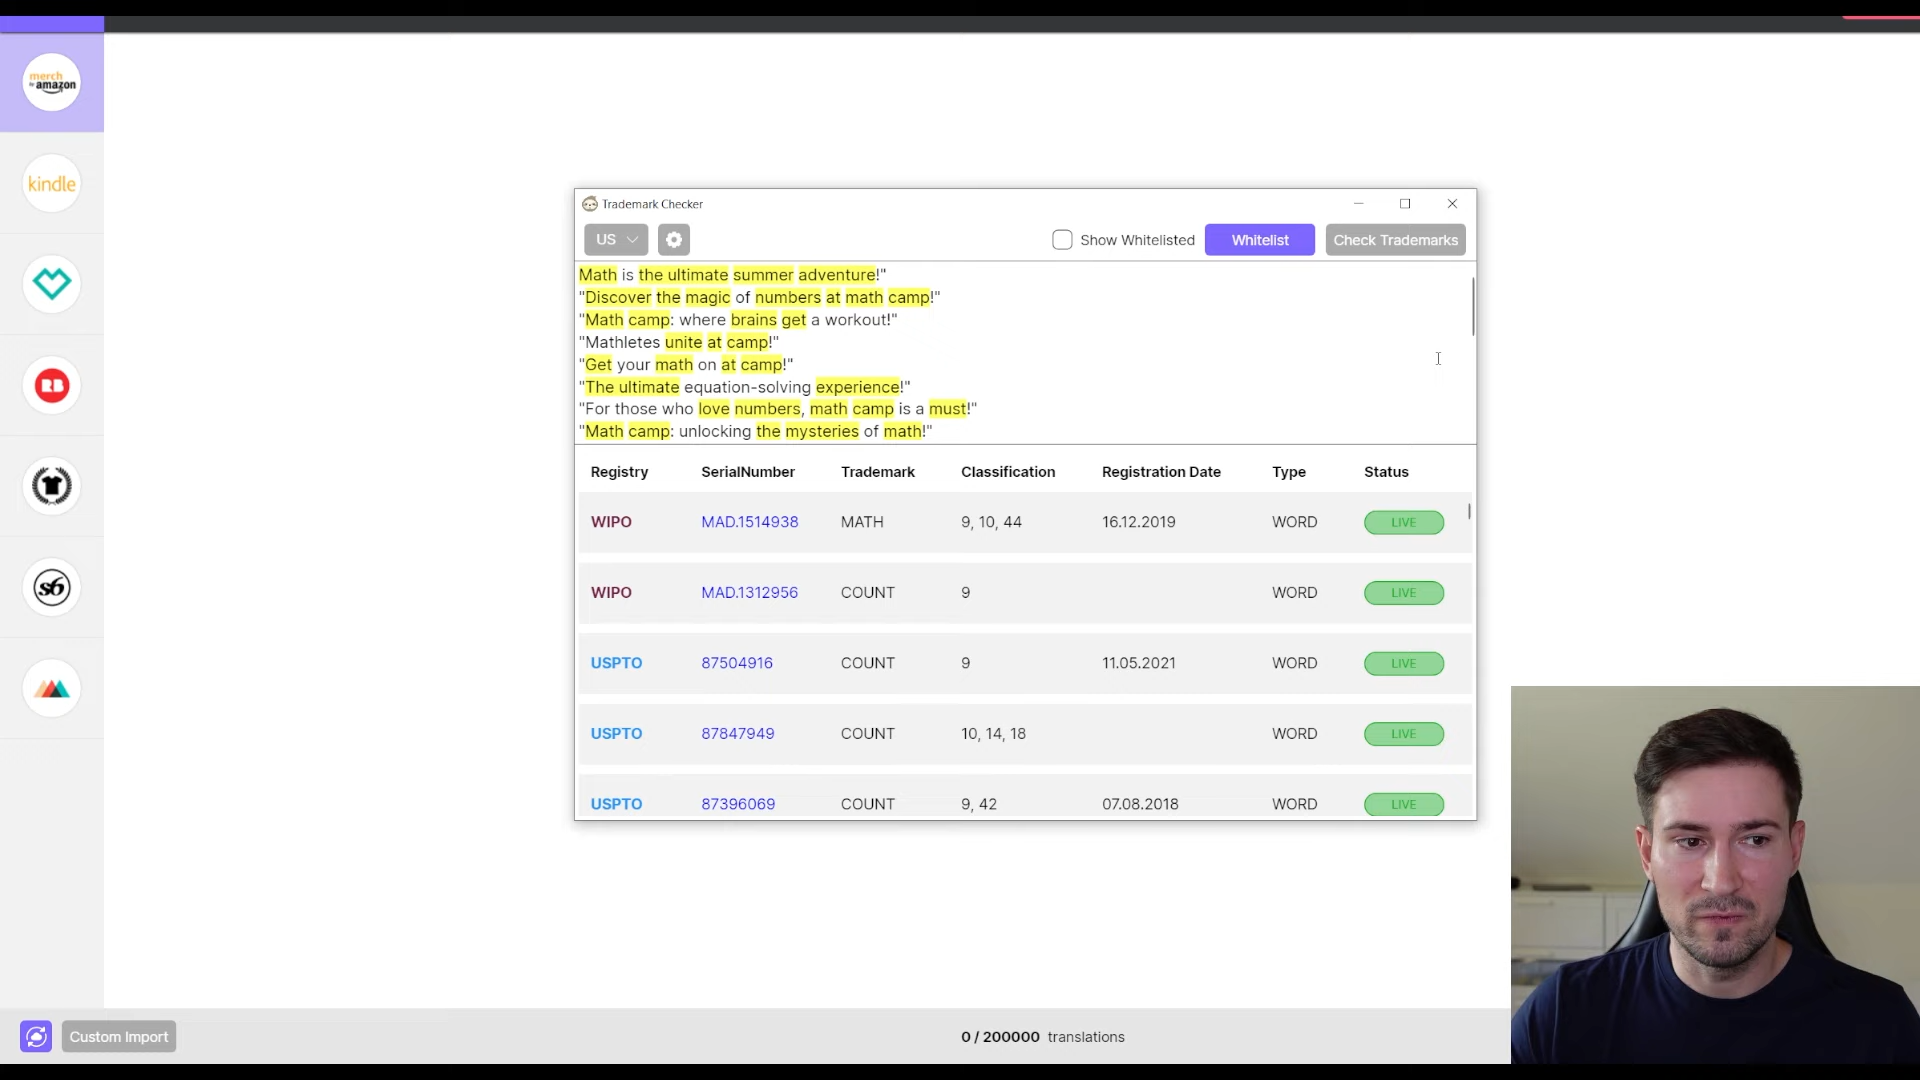 merch
by amazon
kindle
RB
s6
Trademark Checker
US
Show Whitelisted
Whitelist
Check Trademarks
Math is the ultimate summer adventure!"
"Discover the magic of numbers at math camp!"
"Math camp: where brains get a workout!"
"Mathletes unite at camp!"
"Get your math on at camp!"
"The ultimate equation-solving experience!"
"For those who love numbers, math camp is a must!"
"Math camp: unlocking the mysteries of math!"
Registry SerialNumber Trademark Classification Registration Date Type Status
WIPO MAD.1514938 MATH 9, 10, 44 16.12.2019 WORD LIVE
WIPO MAD.1312956 COUNT 9 WORD LIVE
USPTO 87504916 COUNT 9 11.05.2021 WORD LIVE
USPTO 87847949 COUNT 10, 14, 18 WORD LIVE
USPTO 87396069 COUNT 9, 42 07.08.2018 WORD LIVE
Custom Import
0 / 200000 translations